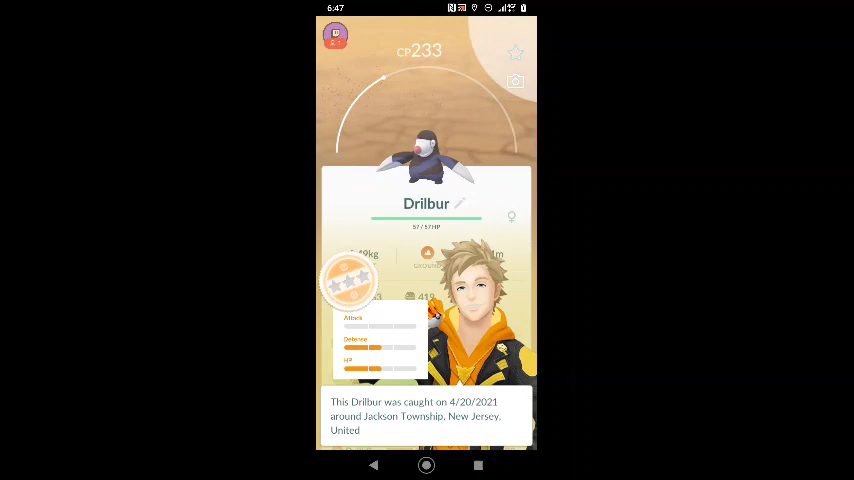 6:47
CP233
Drilbur
57 / 57 HP
419
Attack
Defense
HP
This Drilbur was caught on 4/20/2021
around Jackson Township, New Jersey,
United